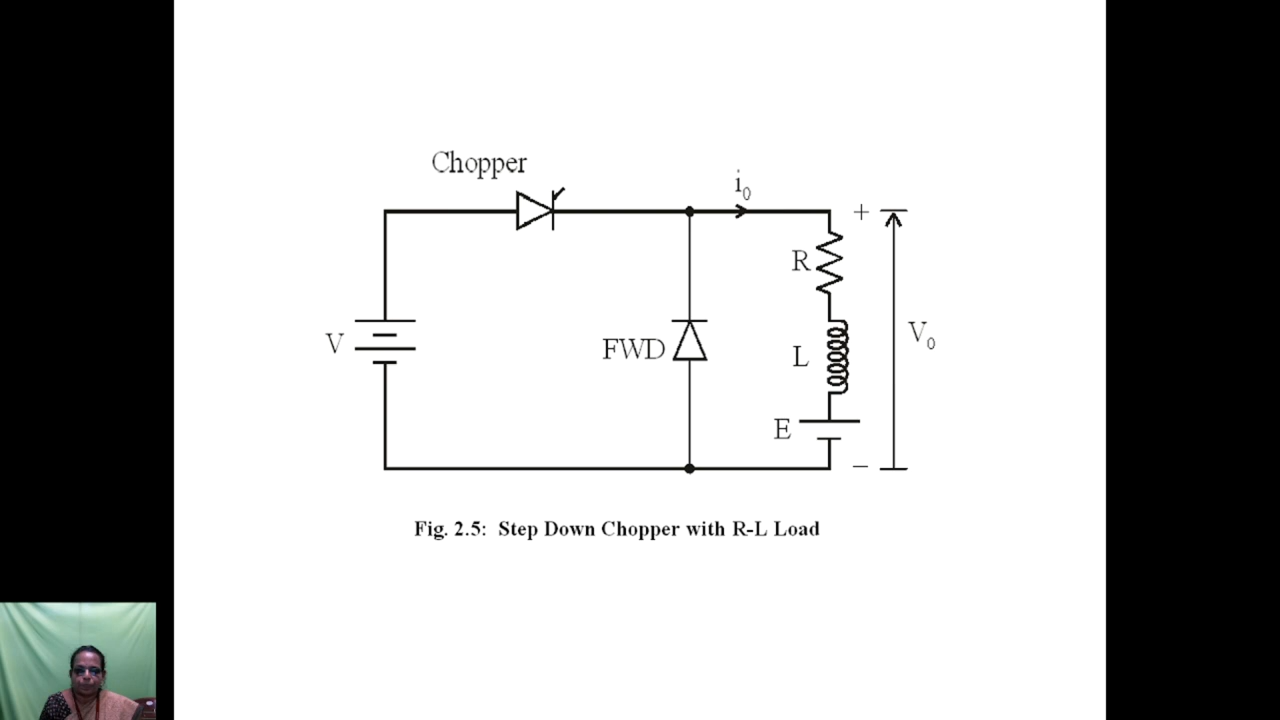 Chopper
i0
+
R
V
FWD
L
V0
E
−
Fig. 2.5: Step Down Chopper with R-L Load